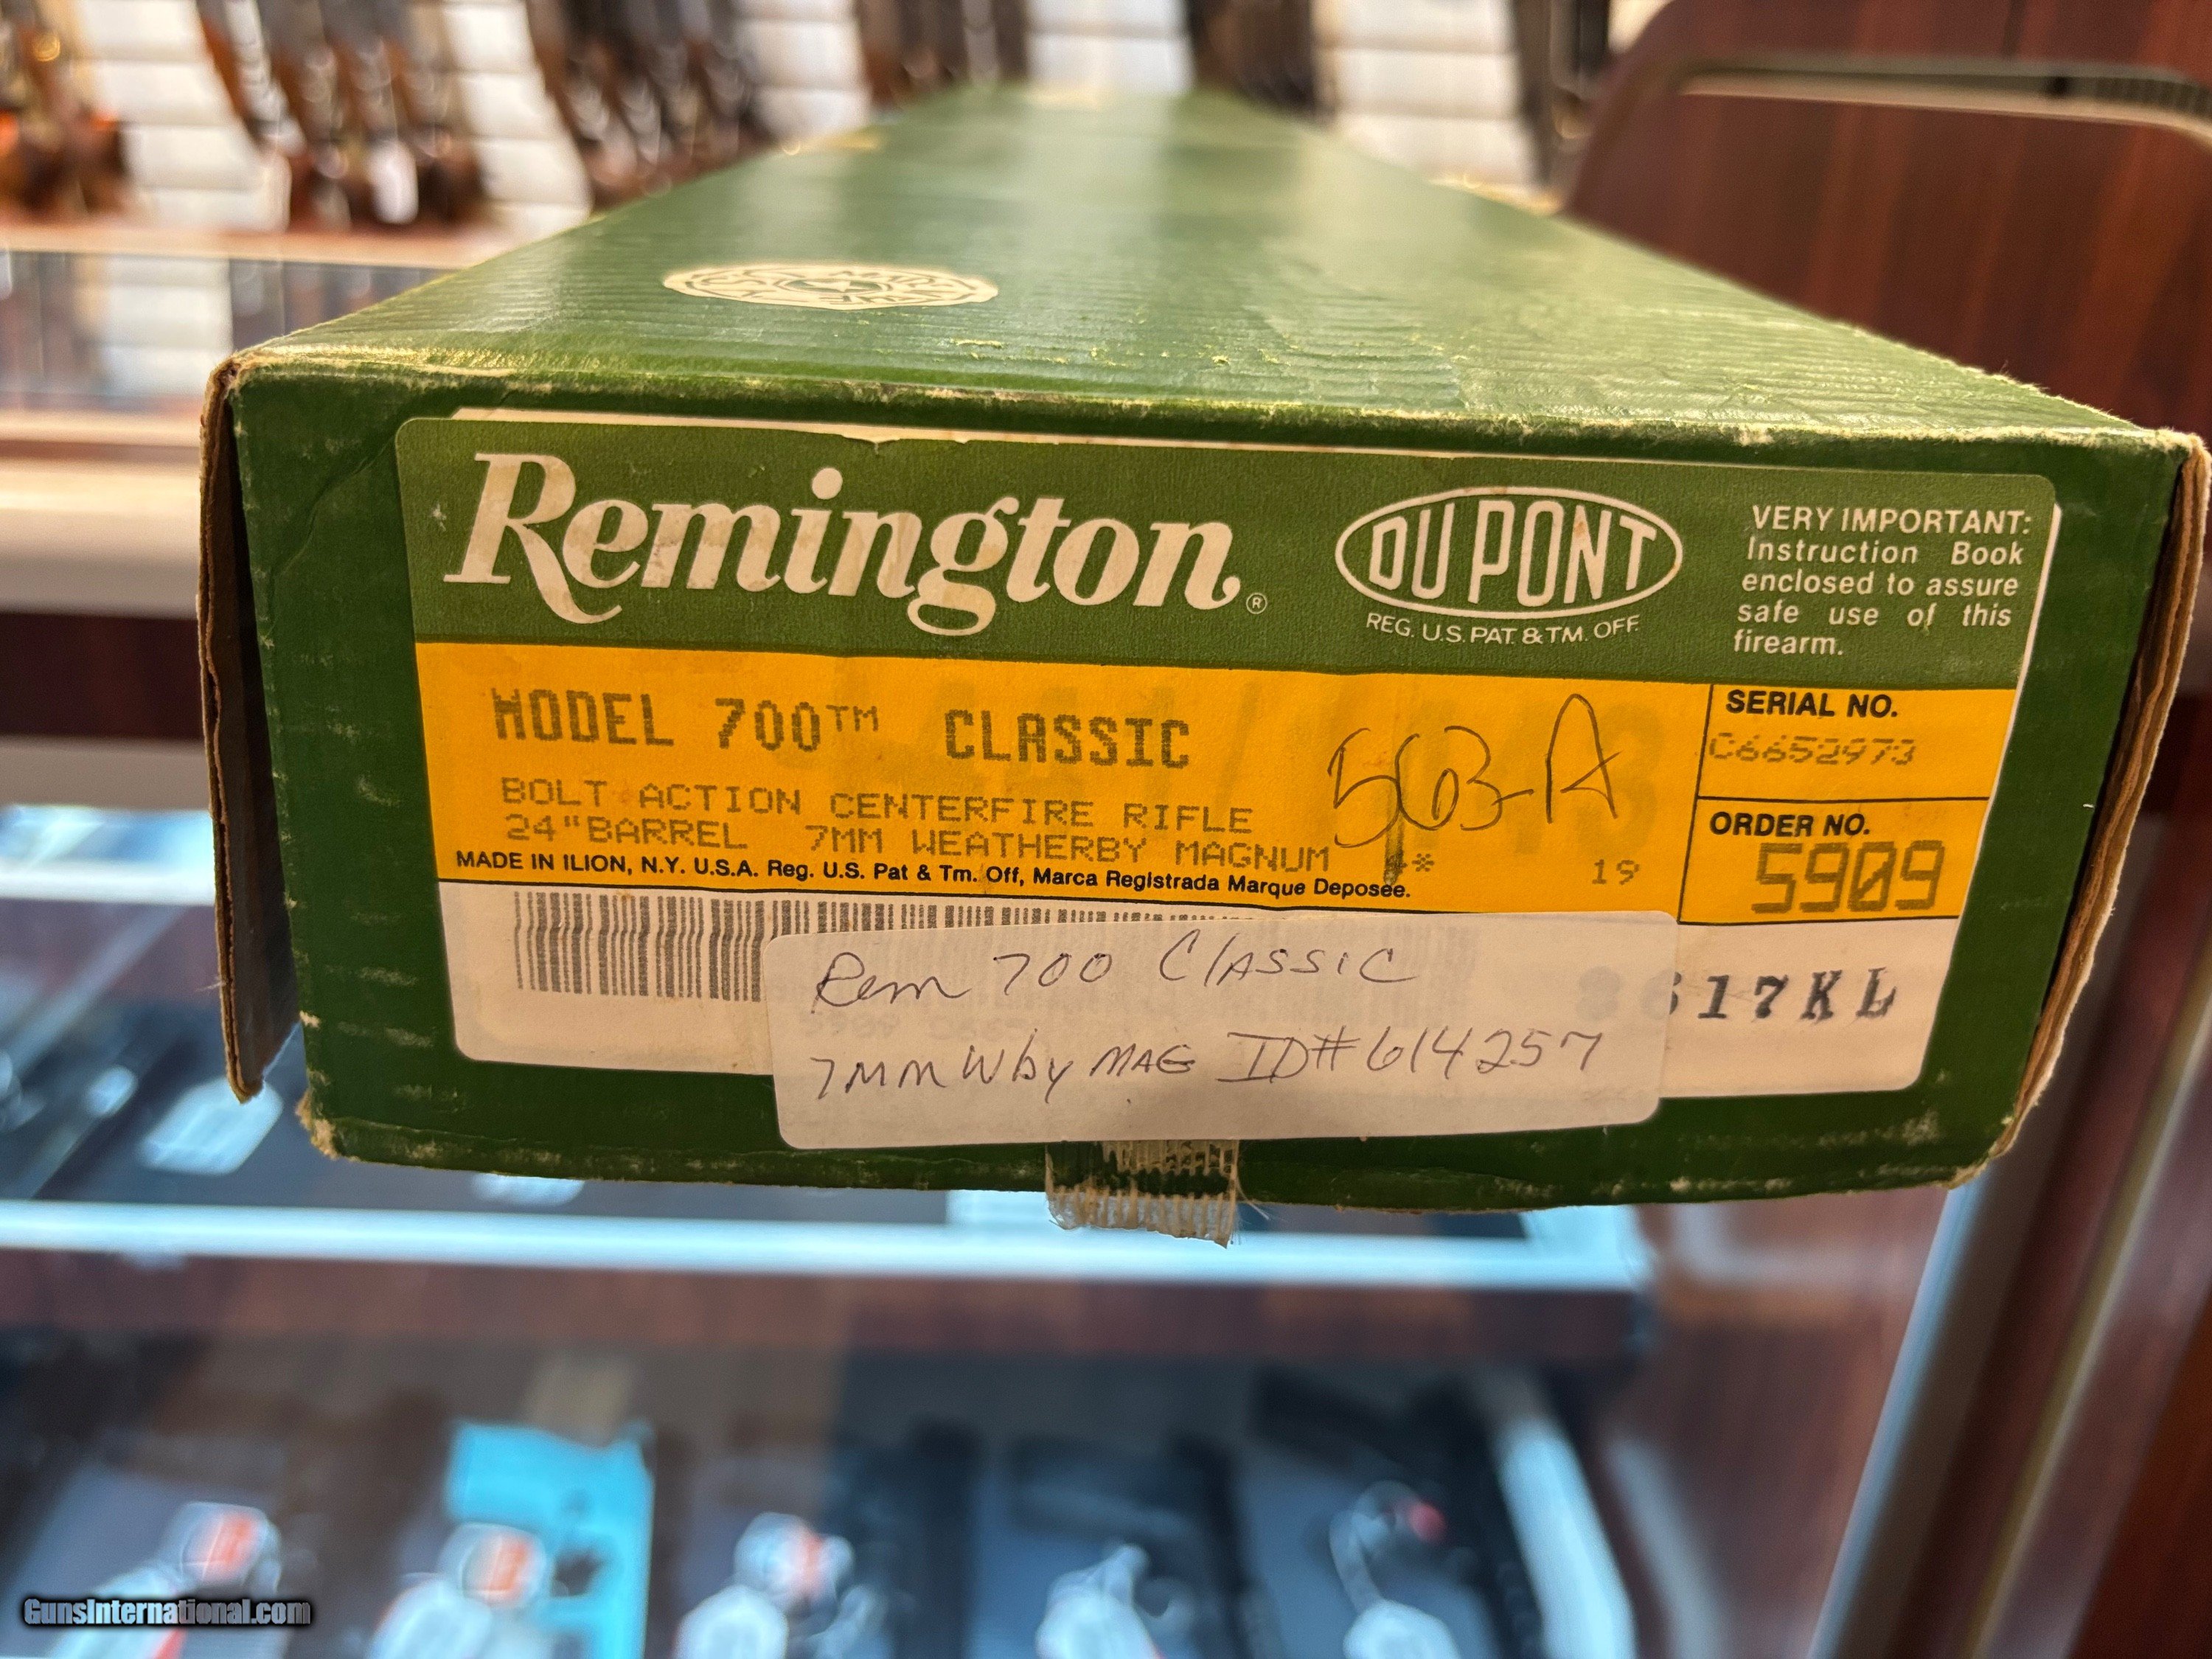 Remington®
DU PONT
REG. U.S. PAT. & TM. OFF.
VERY IMPORTANT:
Instruction Book
enclosed to assure
safe use of this
firearm.
MODEL 700™ CLASSIC
563-A
BOLT ACTION CENTERFIRE RIFLE
24" BARREL 7MM WEATHERBY MAGNUM 4* 19
MADE IN ILION, N.Y. U.S.A. Reg. U.S. Pat & Tm. Off, Marca Registrada Marque Deposée.
SERIAL NO.
C6652973
ORDER NO.
5909
Rem 700 Classic
7mm Wby MAG ID# 614257
617KL
GunsInternational.com